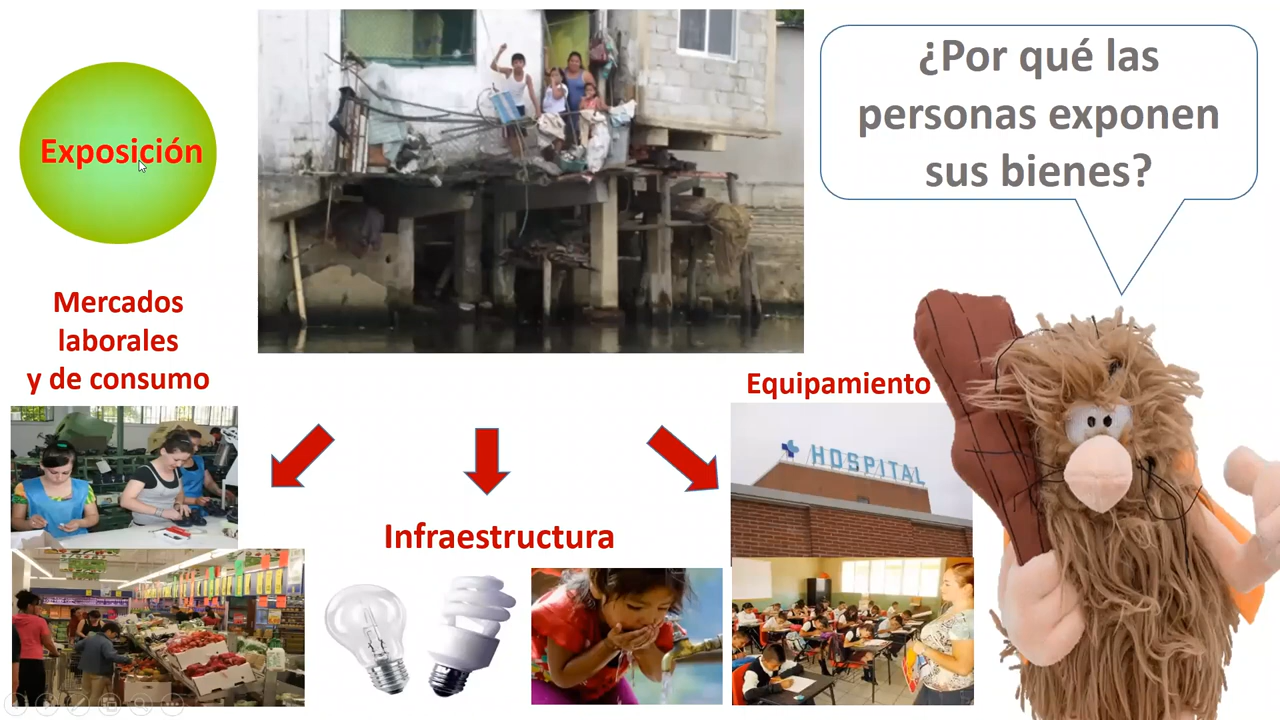 Exposición
¿Por qué las
personas exponen
sus bienes?
Mercados
laborales
y de consumo
Equipamiento
HOSPITAL
Infraestructura